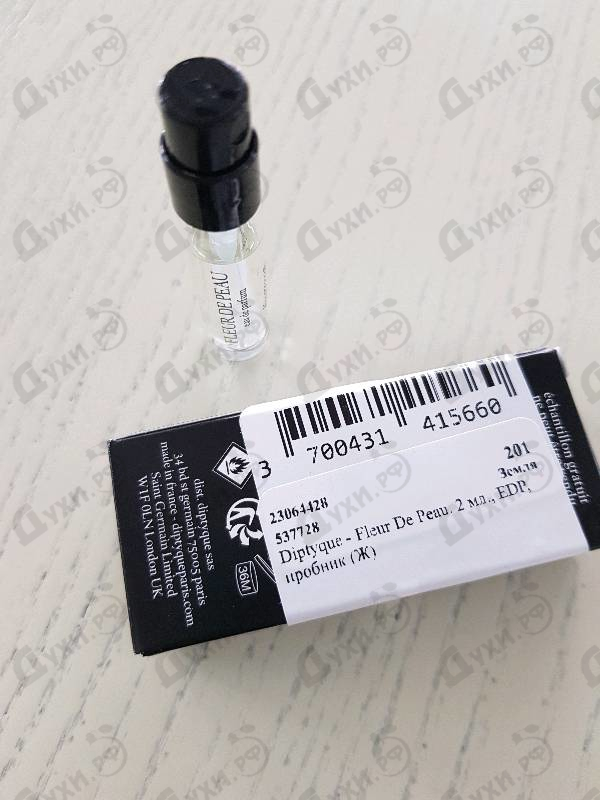 FLEUR DE PEAU
eau de parfum
échantillon gratuit
3 700431 415660
201
Земля
23064428
537728
Diptyque - Fleur De Peau, 2 мл., EDP,
пробник (Ж)
36M
dist. diptyque sas
34 bd st germain 75005 paris
made in france - diptyqueparis.com
Saint Germain Limited
W1F0LN London UK
Духи.рф